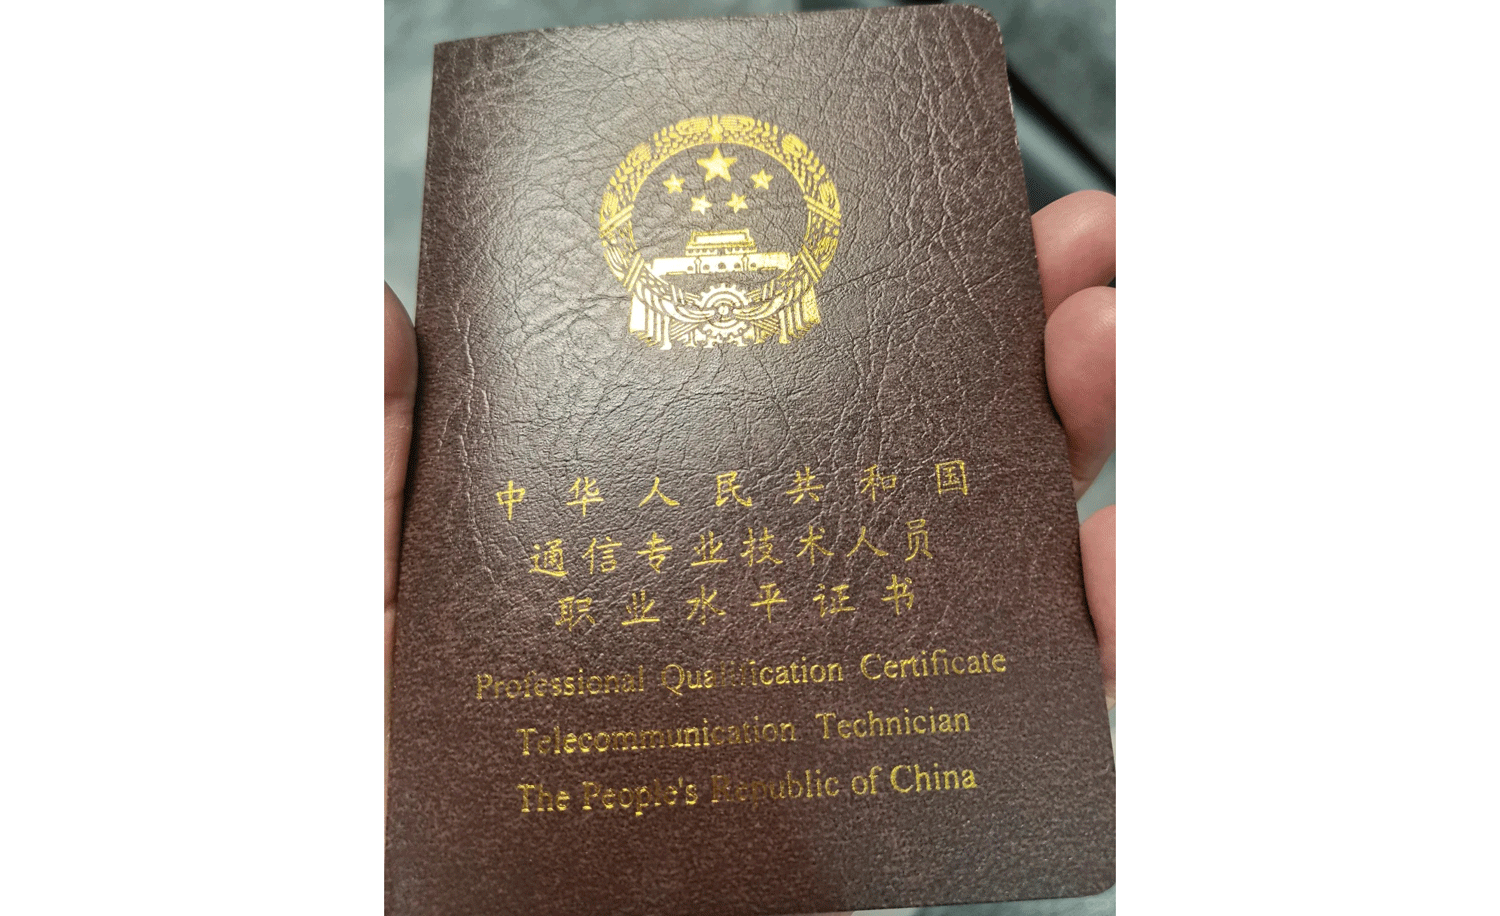 中华人民共和国
通信专业技术人员
职业水平证书
Professional Qualification Certificate
Telecommunication Technician
The People's Republic of China